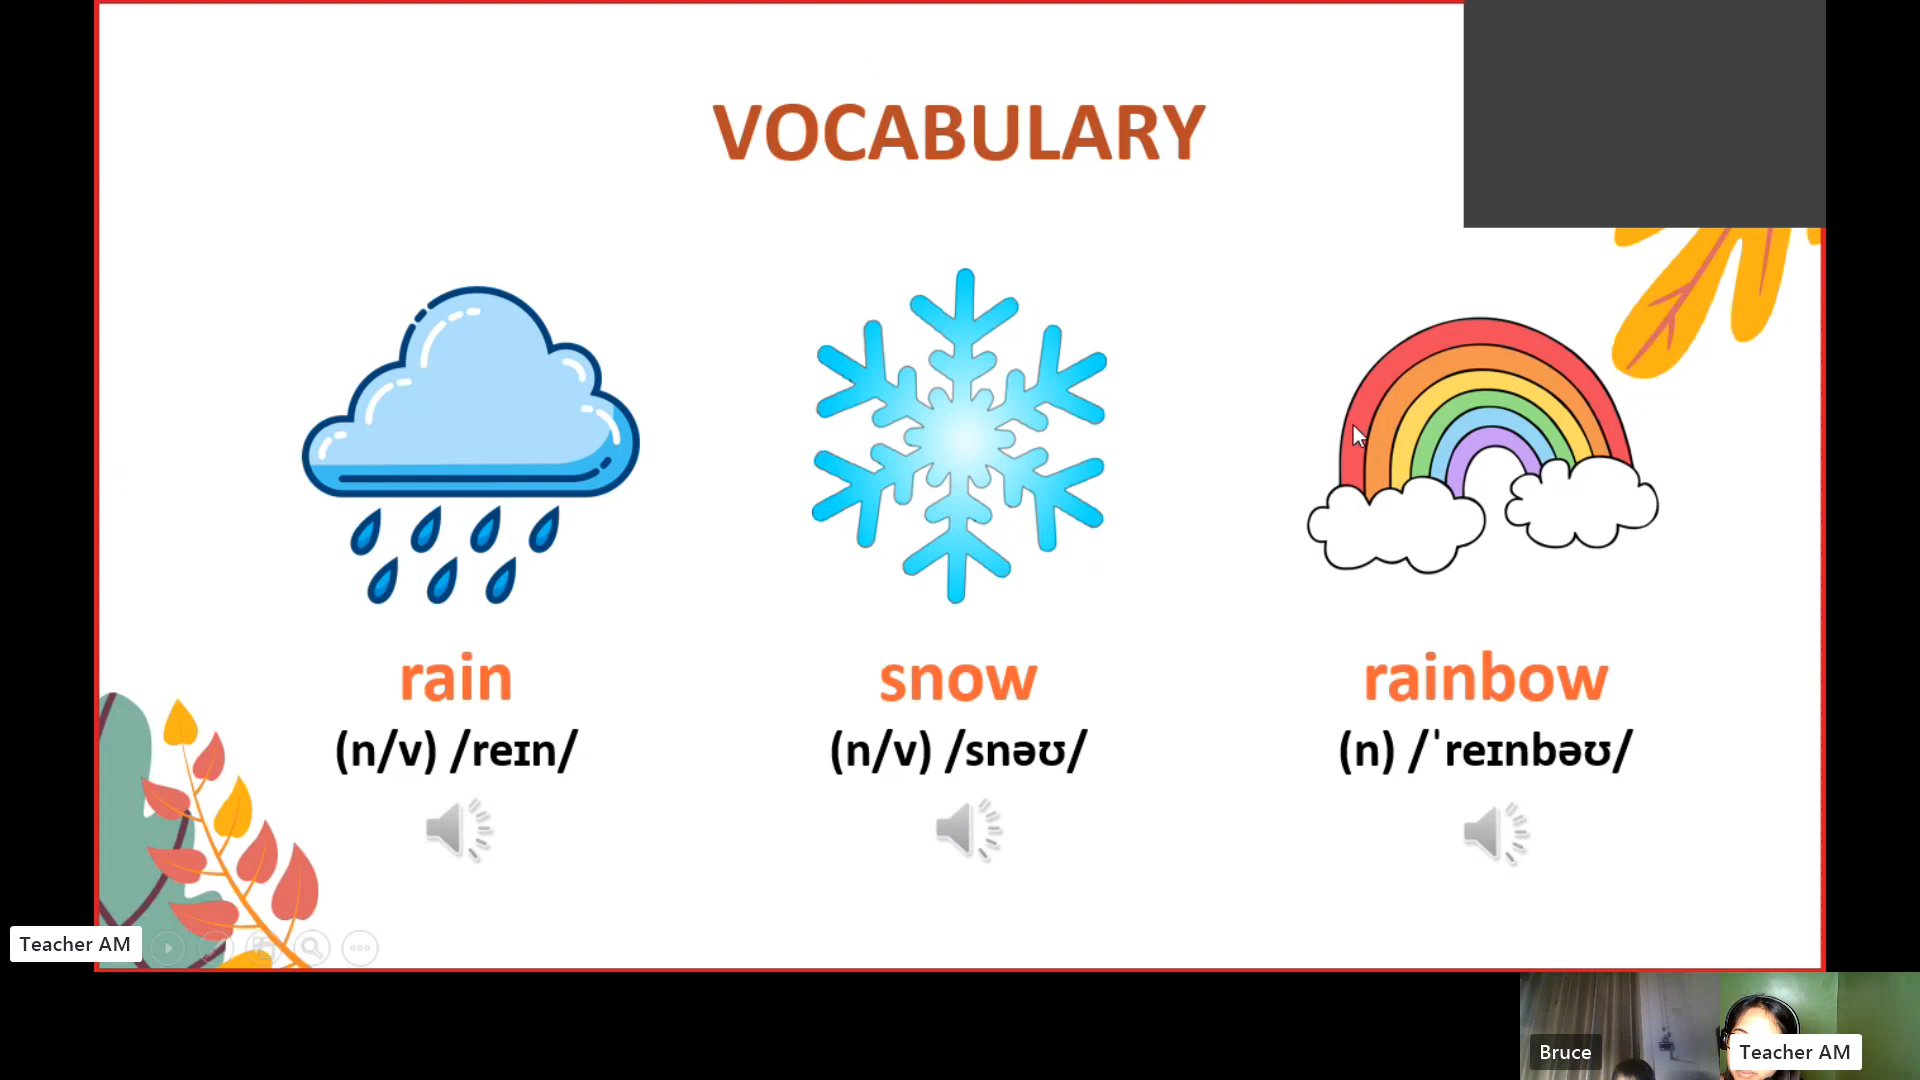 VOCABULARY
rain
(n/v) /reɪn/
snow
(n/v) /snəʊ/
rainbow
(n) /ˈreɪnbəʊ/
Teacher AM
Bruce
Teacher AM